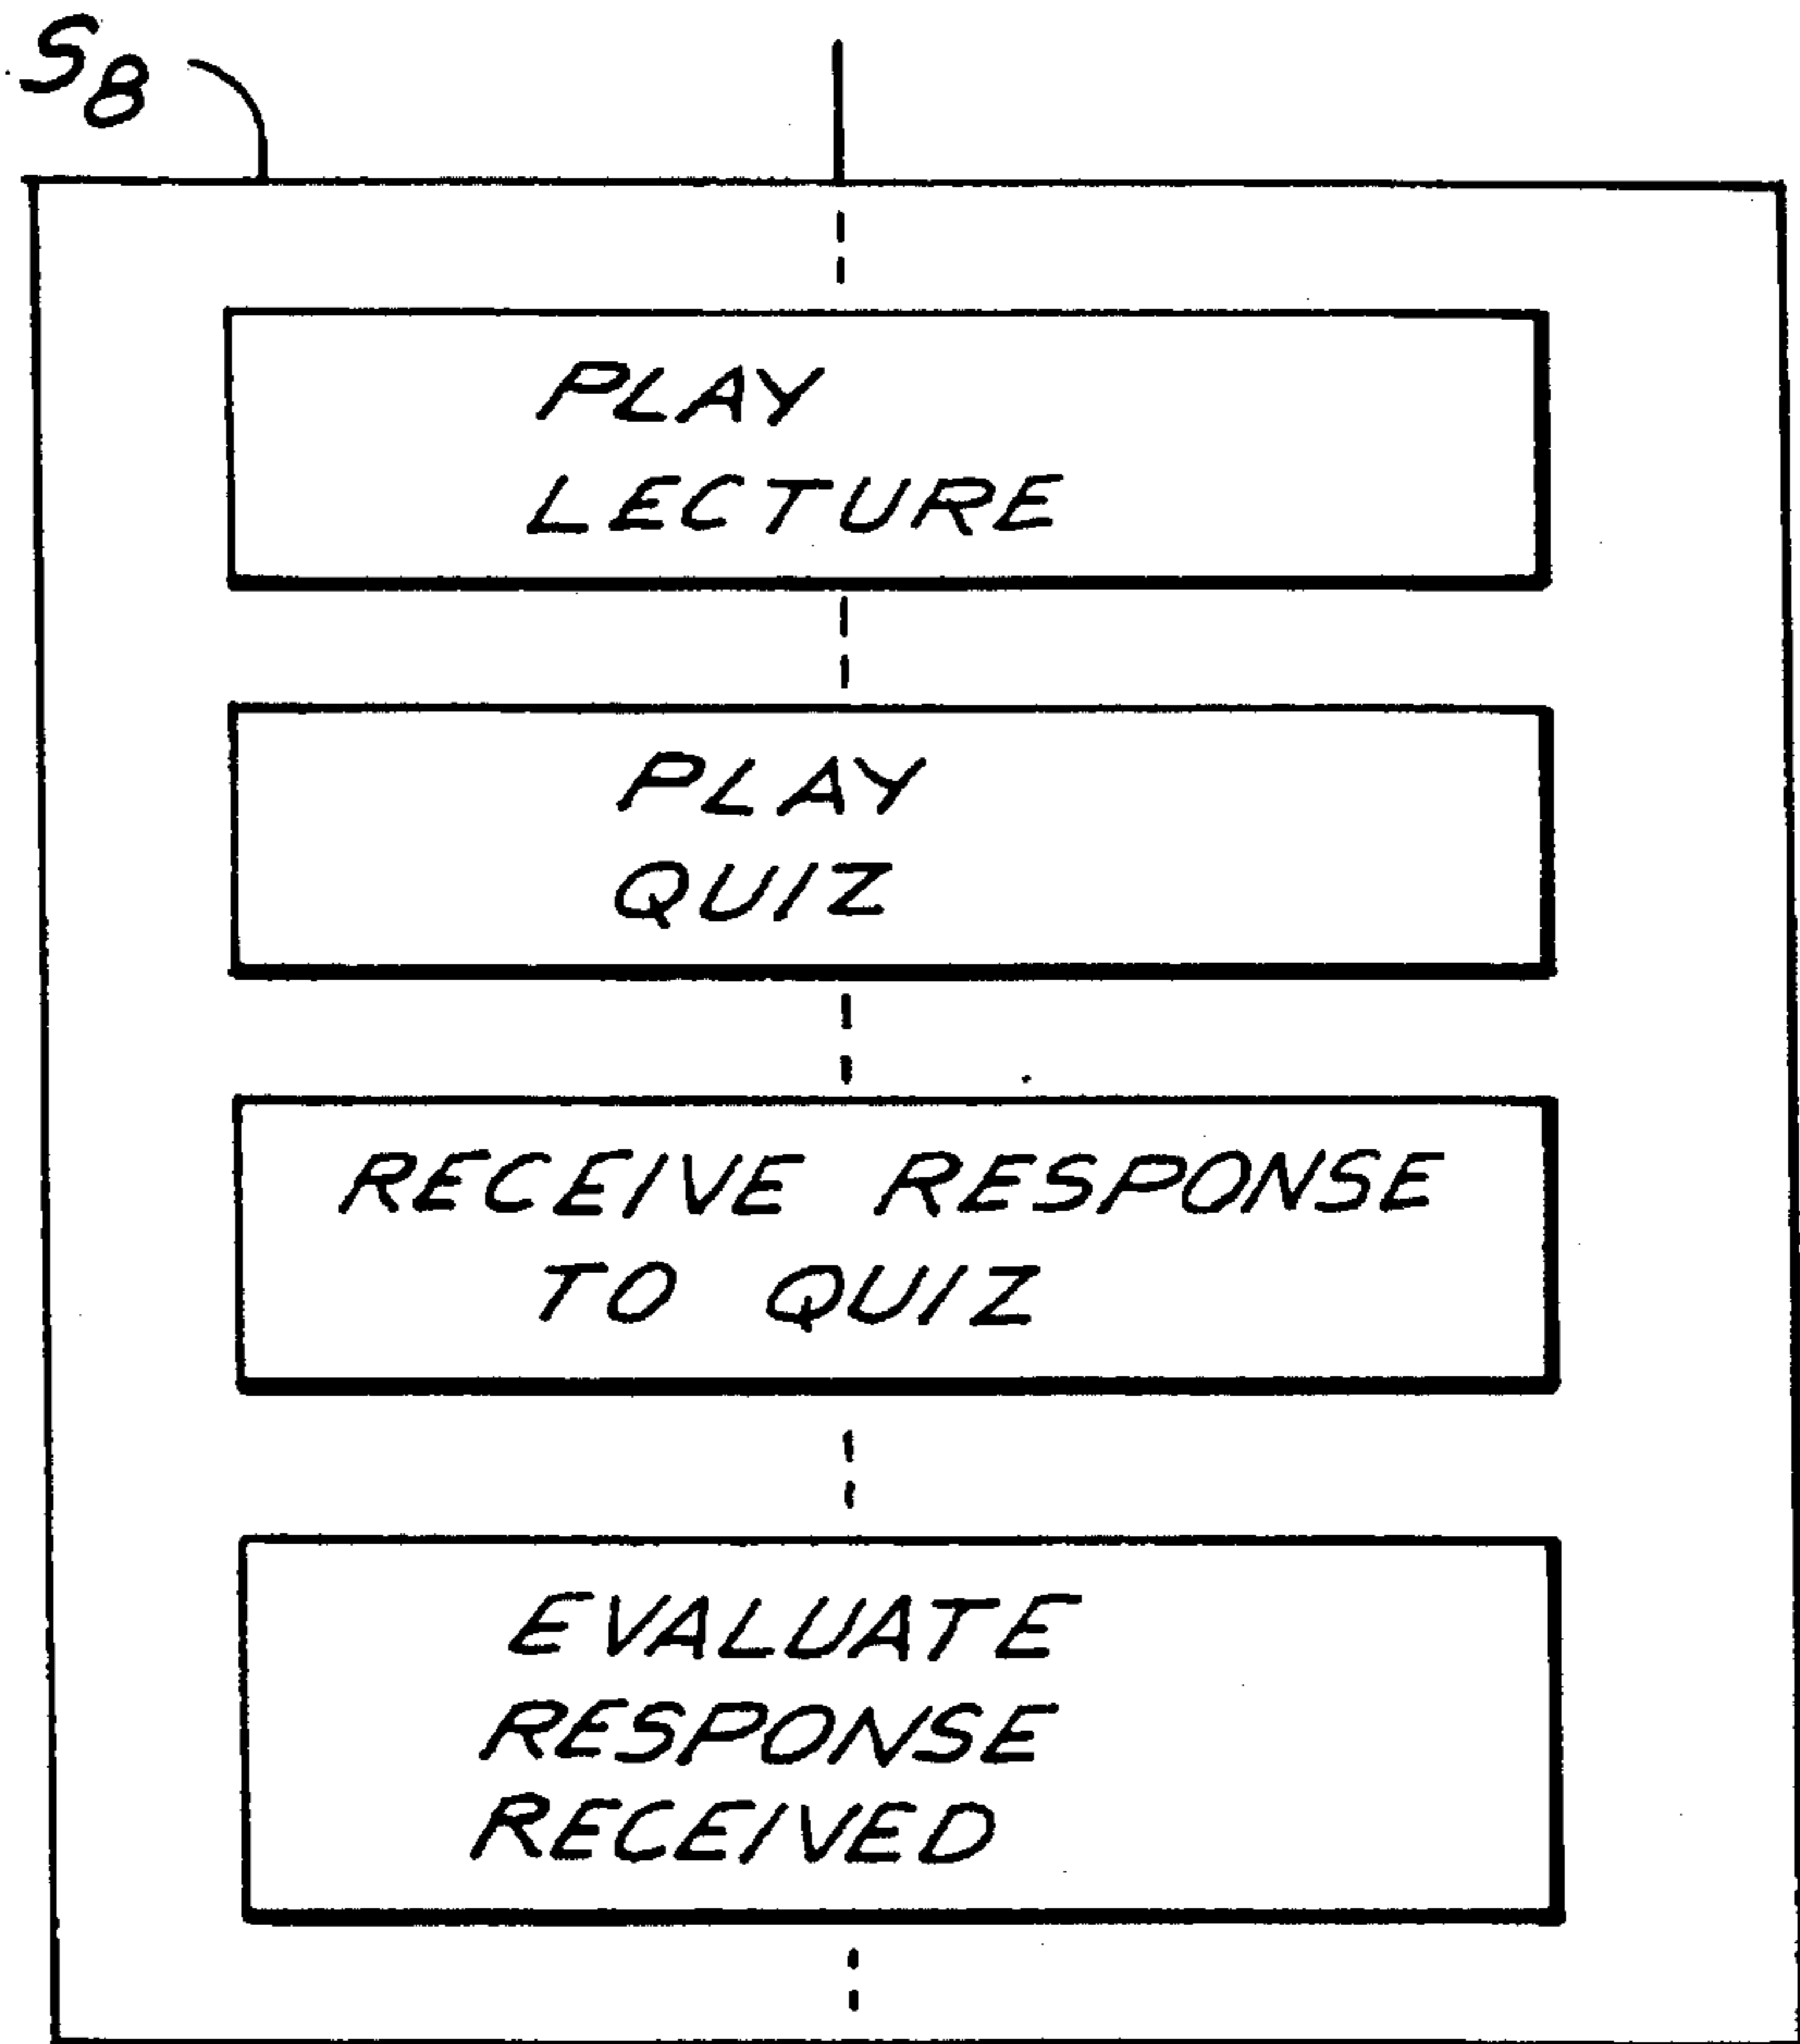 S8
PLAY
LECTURE
PLAY
QUIZ
RECEIVE RESPONSE
TO QUIZ
EVALUATE
RESPONSE
RECEIVED